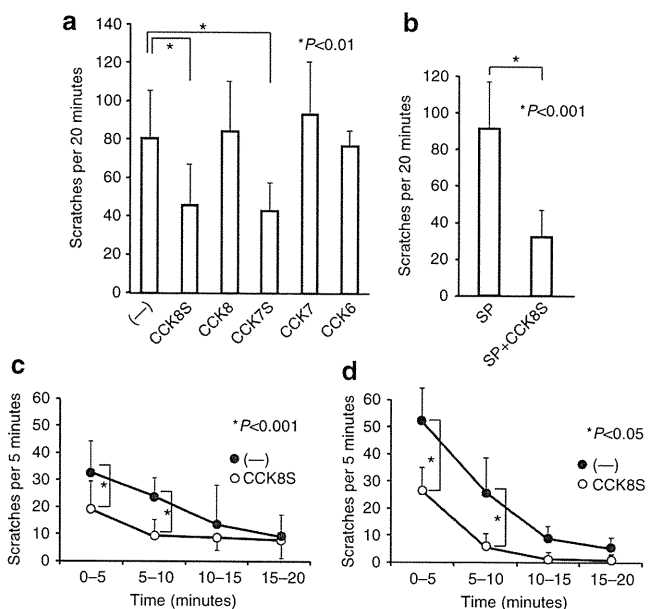 a
Scratches per 20 minutes
140
120
100
80
60
40
20
0
*
*
*P<0.01
(—)
CCK8S
CCK8
CCK7S
CCK7
CCK6
b
Scratches per 20 minutes
120
100
80
60
40
20
0
*
*P<0.001
SP
SP+CCK8S
c
Scratches per 5 minutes
60
50
40
30
20
10
0
*
*
*P<0.001
(—)
CCK8S
0–5
5–10
10–15
15–20
Time (minutes)
d
Scratches per 5 minutes
60
50
40
30
20
10
0
*
*
*P<0.05
(—)
CCK8S
0–5
5–10
10–15
15–20
Time (minutes)